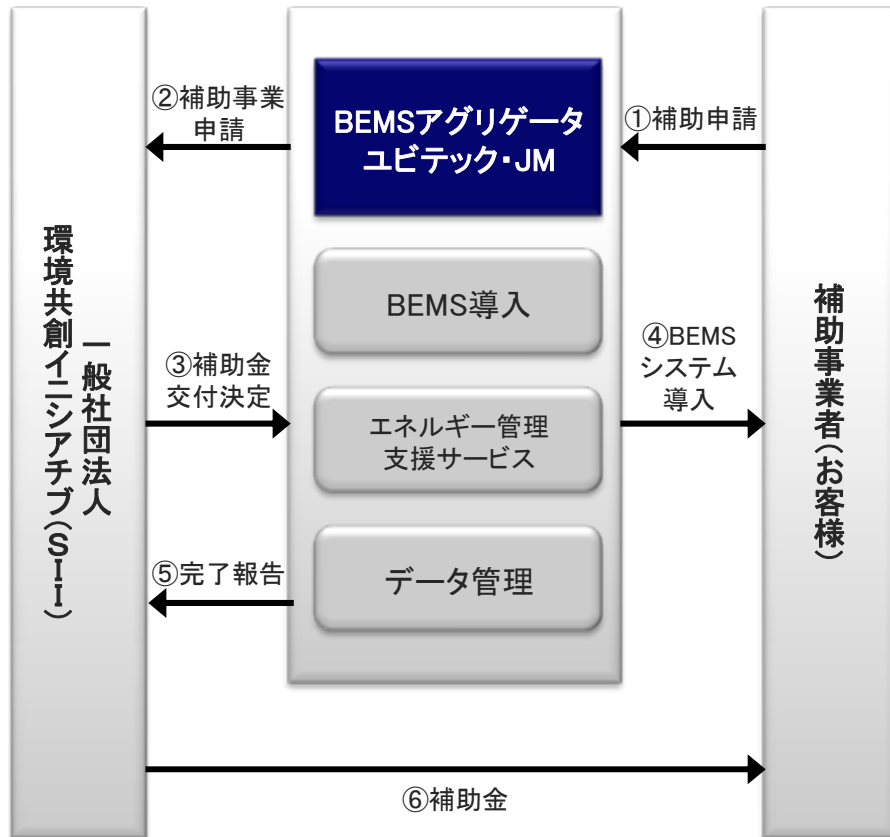 一般社団法人
環境共創イニシアチブ(SII)
②補助事業
申請
BEMSアグリゲータ
ユビテック・JM
①補助申請
BEMS導入
③補助金
交付決定
エネルギー管理
支援サービス
④BEMS
システム
導入
⑤完了報告
データ管理
補助事業者(お客様)
⑥補助金